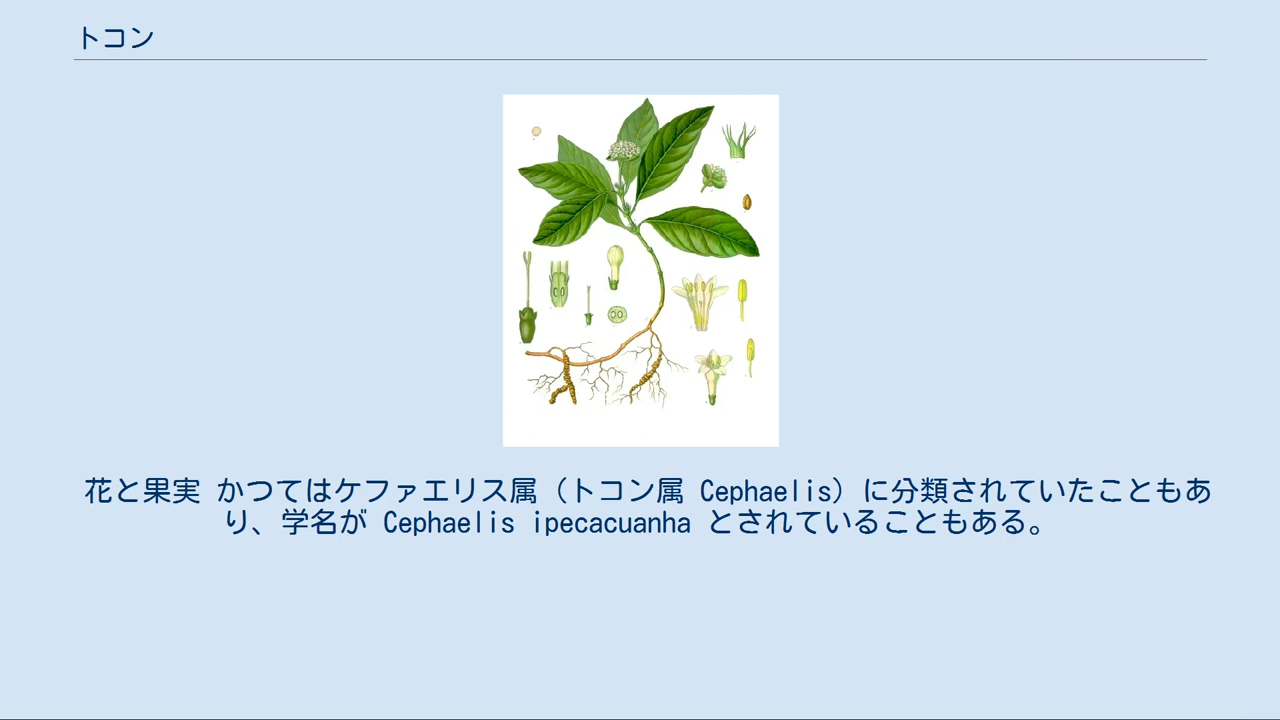 トコン
花と果実 かつてはケファエリス属（トコン属 Cephaelis）に分類されていたこともあ
り、学名が Cephaelis ipecacuanha とされていることもある。